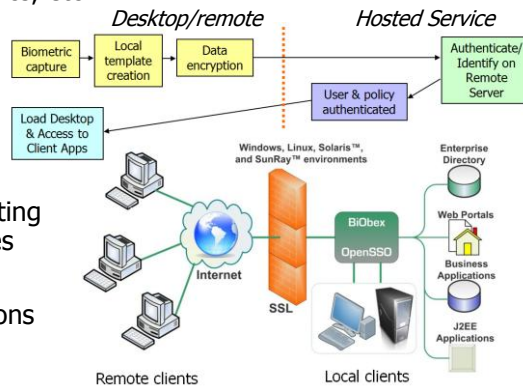 Desktop/remote
Hosted Service
Biometric
capture
Local
template
creation
Data
encryption
Authenticate/
Identify on
Remote
Server
User & policy
authenticated
Load Desktop
& Access to
Client Apps
Windows, Linux, Solaris™,
and SunRay™ environments
Enterprise
Directory
ting
es
ons
Internet
SSL
BiObex
OpenSSO
Web Portals
Business
Applications
J2EE
Applications
Remote clients
Local clients